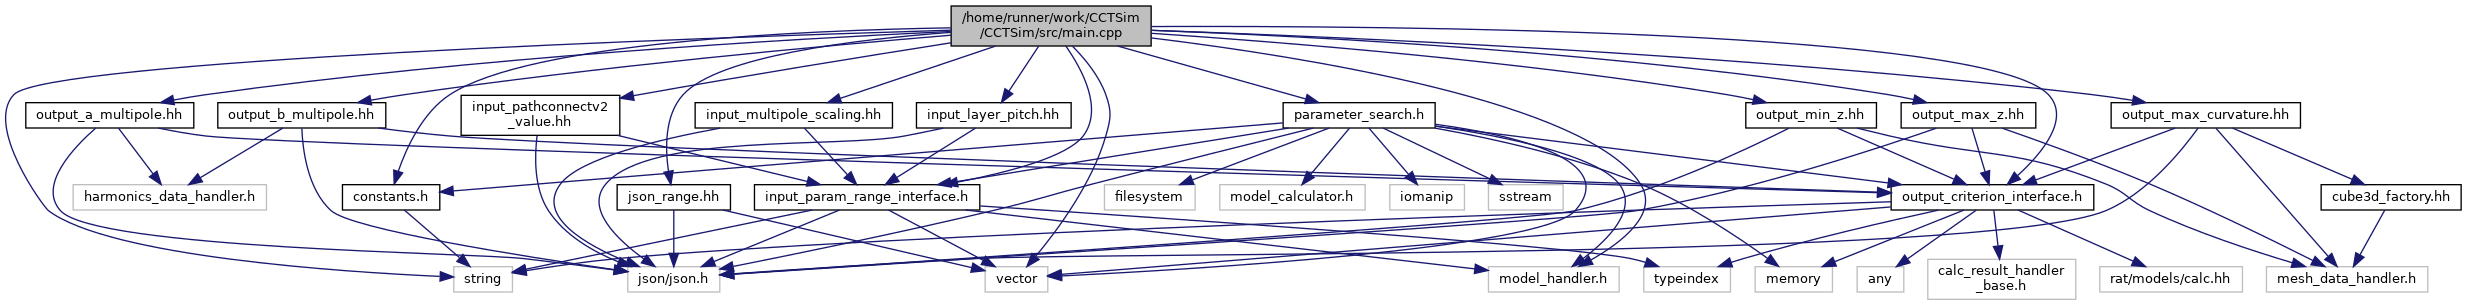 /home/runner/work/CCTSim
/CCTSim/src/main.cpp
output_a_multipole.hh
output_b_multipole.hh
input_pathconnectv2
_value.hh
input_multipole_scaling.hh
input_layer_pitch.hh
parameter_search.h
output_min_z.hh
output_max_z.hh
output_max_curvature.hh
harmonics_data_handler.h
constants.h
json_range.hh
input_param_range_interface.h
filesystem
model_calculator.h
iomanip
sstream
output_criterion_interface.h
cube3d_factory.hh
string
json/json.h
vector
model_handler.h
typeindex
memory
any
calc_result_handler
_base.h
rat/models/calc.hh
mesh_data_handler.h